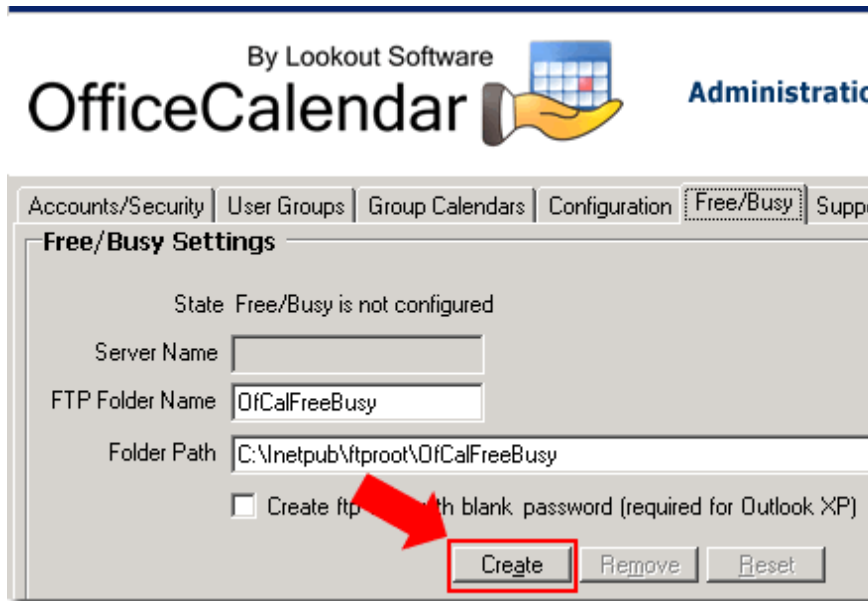 By Lookout Software
OfficeCalendar
Administratio
Accounts/Security User Groups Group Calendars Configuration Free/Busy Suppo
Free/Busy Settings
State Free/Busy is not configured
Server Name
FTP Folder Name OfCalFreeBusy
Folder Path C:\Inetpub\ftproot\OfCalFreeBusy
Create ftp th blank password (required for Outlook XP)
Create Remove Reset